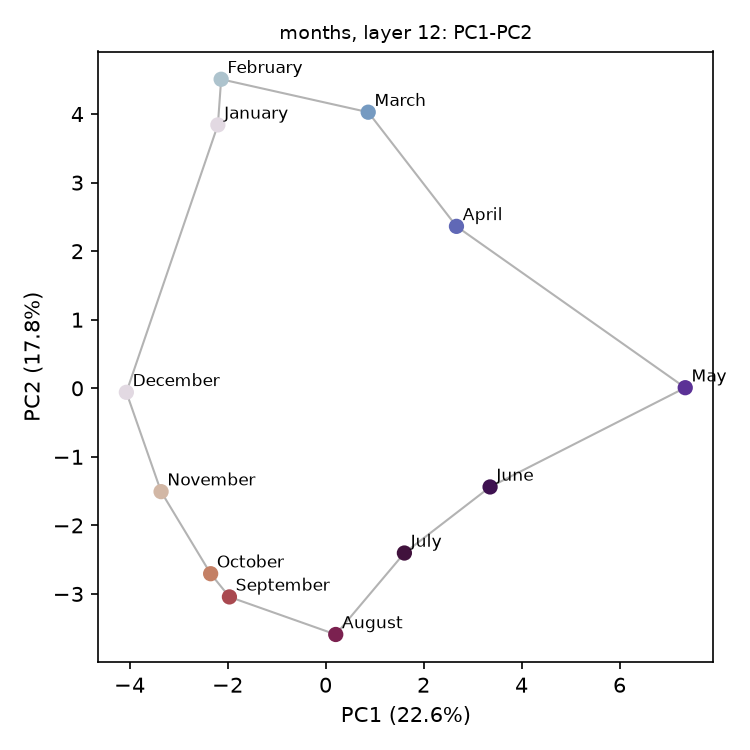 months, layer 12: PC1-PC2
February
January
March
April
December
May
November
June
October
July
September
August
4
3
2
1
0
−1
−2
−3
−4
−2
0
2
4
6
PC2 (17.8%)
PC1 (22.6%)